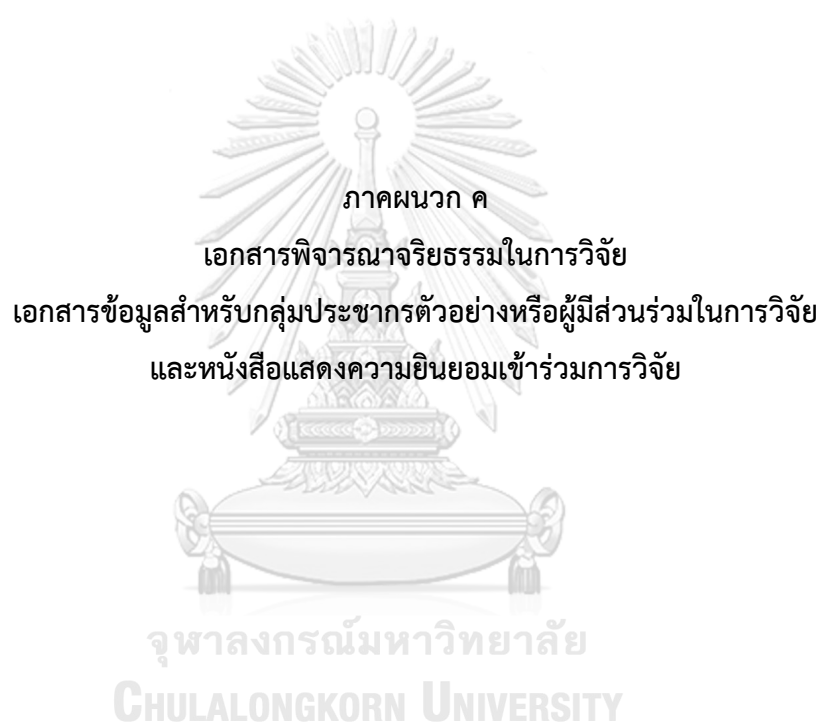 ภาคผนวก ค
เอกสารพิจารณาจริยธรรมในการวิจัย
เอกสารข้อมูลสำหรับกลุ่มประชากรตัวอย่างหรือผู้มีส่วนร่วมในการวิจัย
และหนังสือแสดงความยินยอมเข้าร่วมการวิจัย
จุฬาลงกรณ์มหาวิทยาลัย
CHULALONGKORN UNIVERSITY